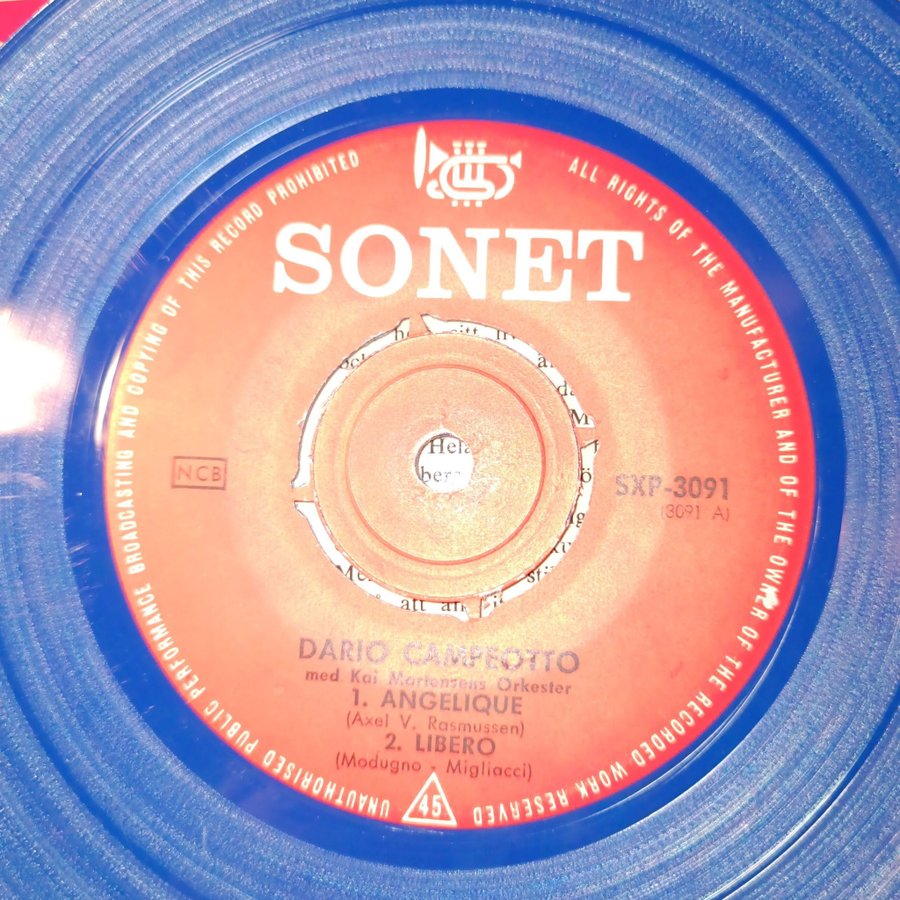 SONET
ALL RIGHTS OF THE MANUFACTURER AND OF THE OWNER OF THE RECORDED WORK RESERVED
UNAUTHORISED PUBLIC PERFORMANCE BROADCASTING AND COPYING OF THIS RECORD PROHIBITED
NCB
SXP-3091
(3091 A)
att
DARIO CAMPEOTTO
med Kai Mortensens Orkester
1. ANGELIQUE
(Axel V. Rasmussen)
2. LIBERO
(Modugno - Migliacci)
45